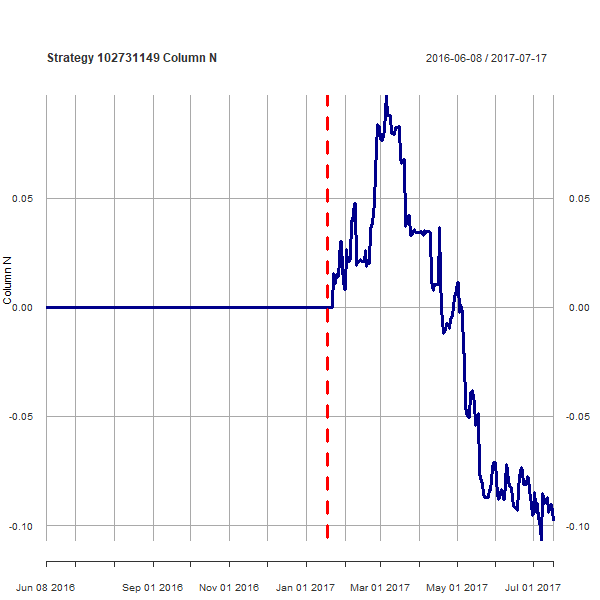 Strategy 102731149 Column N
2016-06-08 / 2017-07-17
Column N
0.05
0.05
0.00
0.00
-0.05
-0.05
-0.10
-0.10
Jun 08 2016
Sep 01 2016
Nov 01 2016
Jan 01 2017
Mar 01 2017
May 01 2017
Jul 01 2017